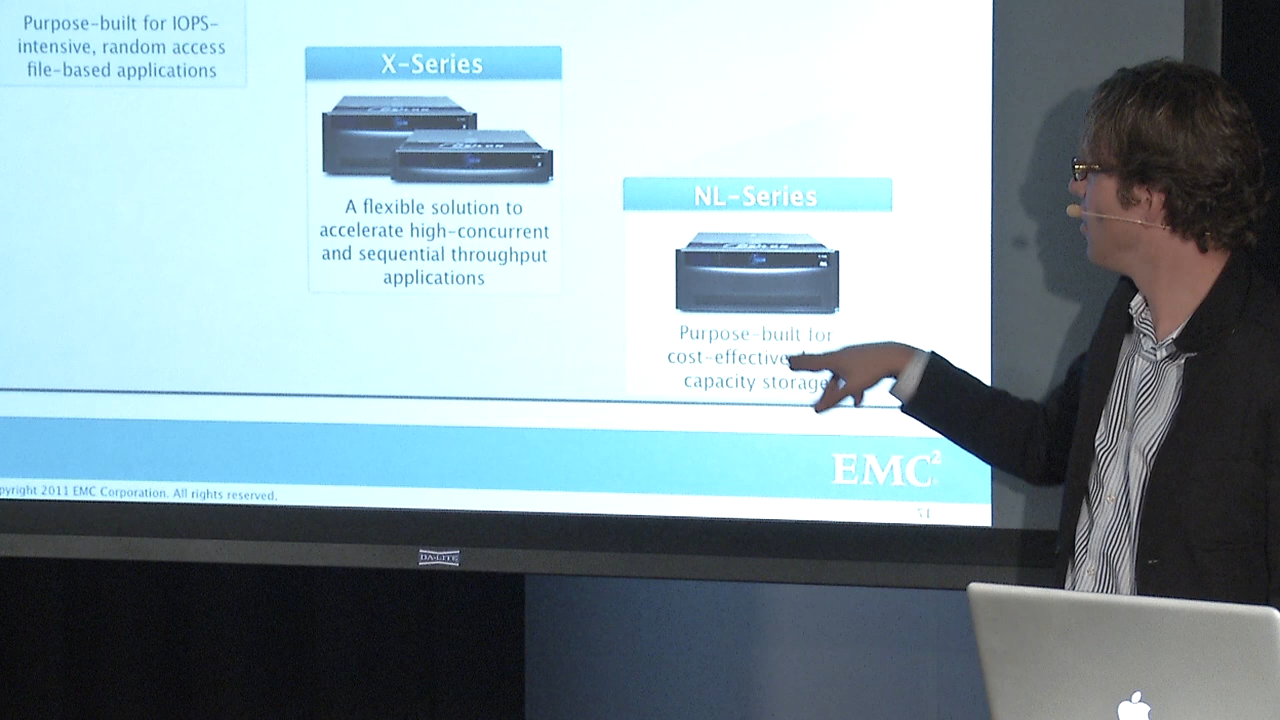 Purpose-built for IOPS-
intensive, random access
file-based applications
X-Series
A flexible solution to
accelerate high-concurrent
and sequential throughput
applications
NL-Series
Purpose-built for
cost-effective
capacity storage
pyright 2011 EMC Corporation. All rights reserved.
EMC²
51
DA-LITE